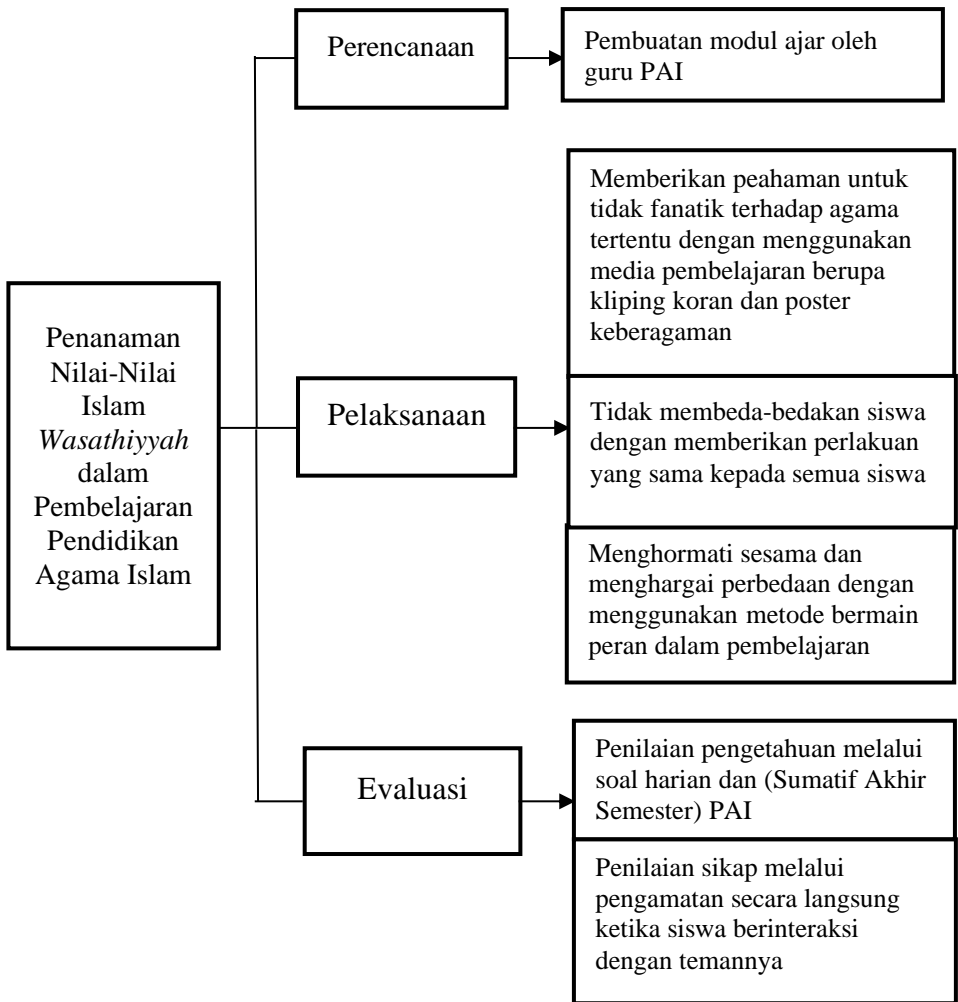 Penanaman
Nilai-Nilai
Islam
Wasathiyyah
dalam
Pembelajaran
Pendidikan
Agama Islam
Perencanaan
Pembuatan modul ajar oleh
guru PAI
Pelaksanaan
Memberikan peahaman untuk
tidak fanatik terhadap agama
tertentu dengan menggunakan
media pembelajaran berupa
kliping koran dan poster
keberagaman
Tidak membeda-bedakan siswa
dengan memberikan perlakuan
yang sama kepada semua siswa
Menghormati sesama dan
menghargai perbedaan dengan
menggunakan metode bermain
peran dalam pembelajaran
Evaluasi
Penilaian pengetahuan melalui
soal harian dan (Sumatif Akhir
Semester) PAI
Penilaian sikap melalui
pengamatan secara langsung
ketika siswa berinteraksi
dengan temannya